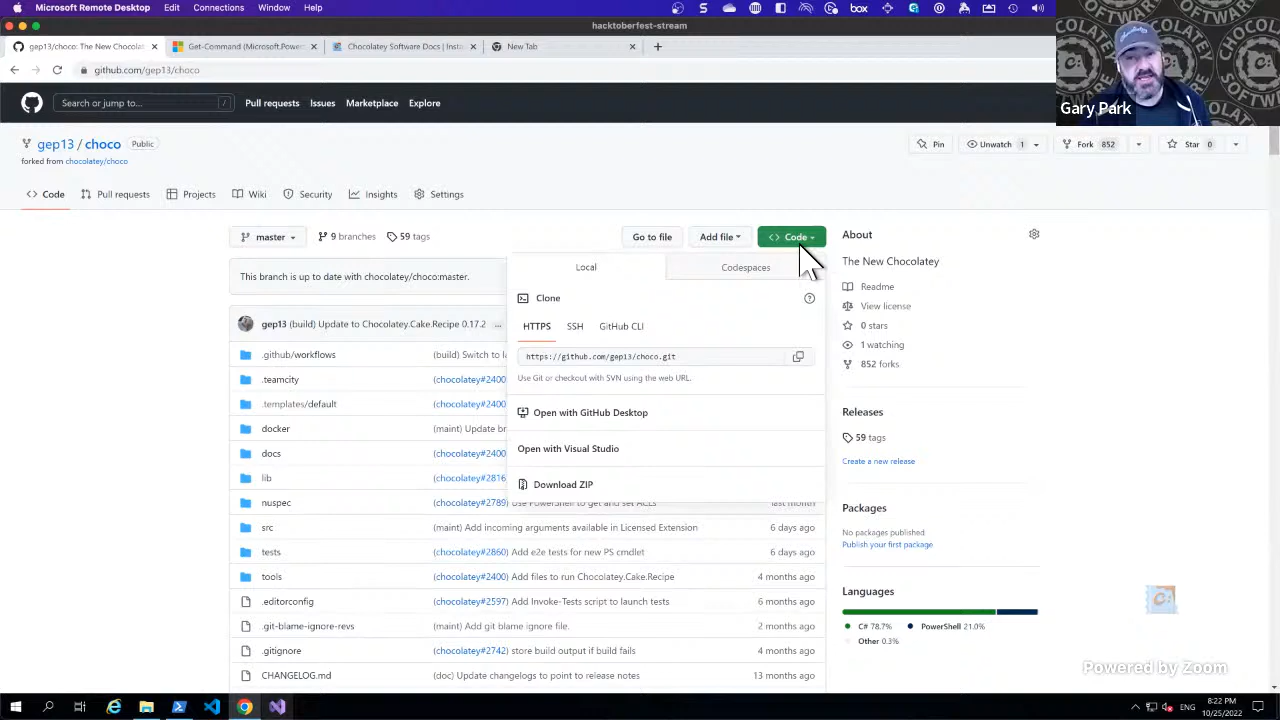 Microsoft Remote Desktop Edit Connections Window Help
box
hacktoberfest-stream
gep13/choco: The New Chocolat
Get-Command (Microsoft.Power
Chocolatey Software Docs | Insta
New Tab
github.com/gep13/choco
Gary Park
Search or jump to... /
Pull requests Issues Marketplace Explore
gep13 / choco Public
Pin
Unwatch 1
Fork 852
Star 0
forked from chocolatey/choco
Code Pull requests Projects Wiki Security Insights Settings
master 9 branches 59 tags
Go to file Add file Code
About
The New Chocolatey
Readme
View license
0 stars
1 watching
852 forks
Releases
59 tags
Create a new release
Packages
No packages published
Publish your first package
Languages
C# 78.7% PowerShell 21.0%
Other 0.3%
This branch is up to date with chocolatey/choco:master.
Local Codespaces
Clone
HTTPS SSH GitHub CLI
https://github.com/gep13/choco.git
Use Git or checkout with SVN using the web URL.
Open with GitHub Desktop
Open with Visual Studio
Download ZIP
gep13 (build) Update to Chocolatey.Cake.Recipe 0.17.2 ...
.github/workflows (build) Switch to
.teamcity (chocolatey#2400
.templates/default (chocolatey#2400
docker (maint) Update br
docs (chocolatey#2400
lib (chocolatey#2816
nuspec (chocolatey#2789) Use PowerShell to get and set ACLs last month
src (maint) Add incoming arguments available in Licensed Extension 6 days ago
tests (chocolatey#2860) Add e2e tests for new PS cmdlet 6 days ago
tools (chocolatey#2400) Add files to run Chocolatey.Cake.Recipe 4 months ago
.editorconfig (chocolatey#2597) Add Invoke-Tests script to launch tests 6 months ago
.git-blame-ignore-revs (maint) Add git blame ignore file. 2 months ago
.gitignore (chocolatey#2742) store build output if build fails 4 months ago
CHANGELOG.md (doc) Update changelogs to point to release notes 13 months ago
Powered by Zoom
ENG
8:22 PM
10/25/2022